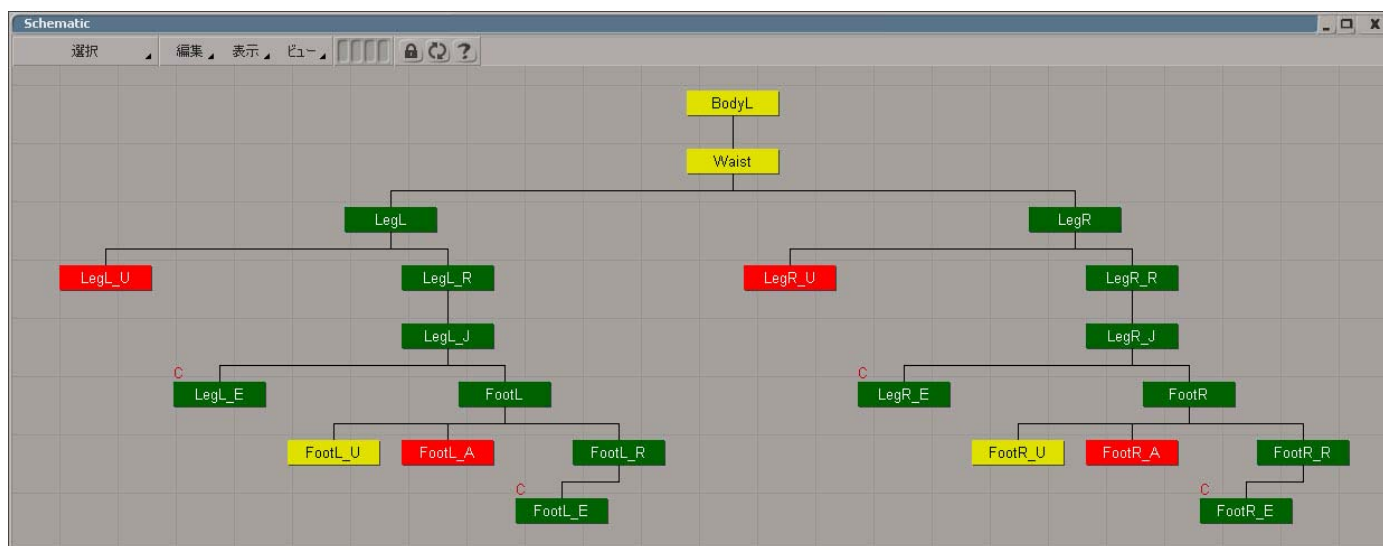 Schematic
選択 編集 表示 ビュー ?
BodyL
Waist
LegL LegR
LegL_U LegL_R LegR_U LegR_R
LegL_J LegR_J
C C
LegL_E FootL LegR_E FootR
FootL_U FootL_A FootL_R FootR_U FootR_A FootR_R
C C
FootL_E FootR_E